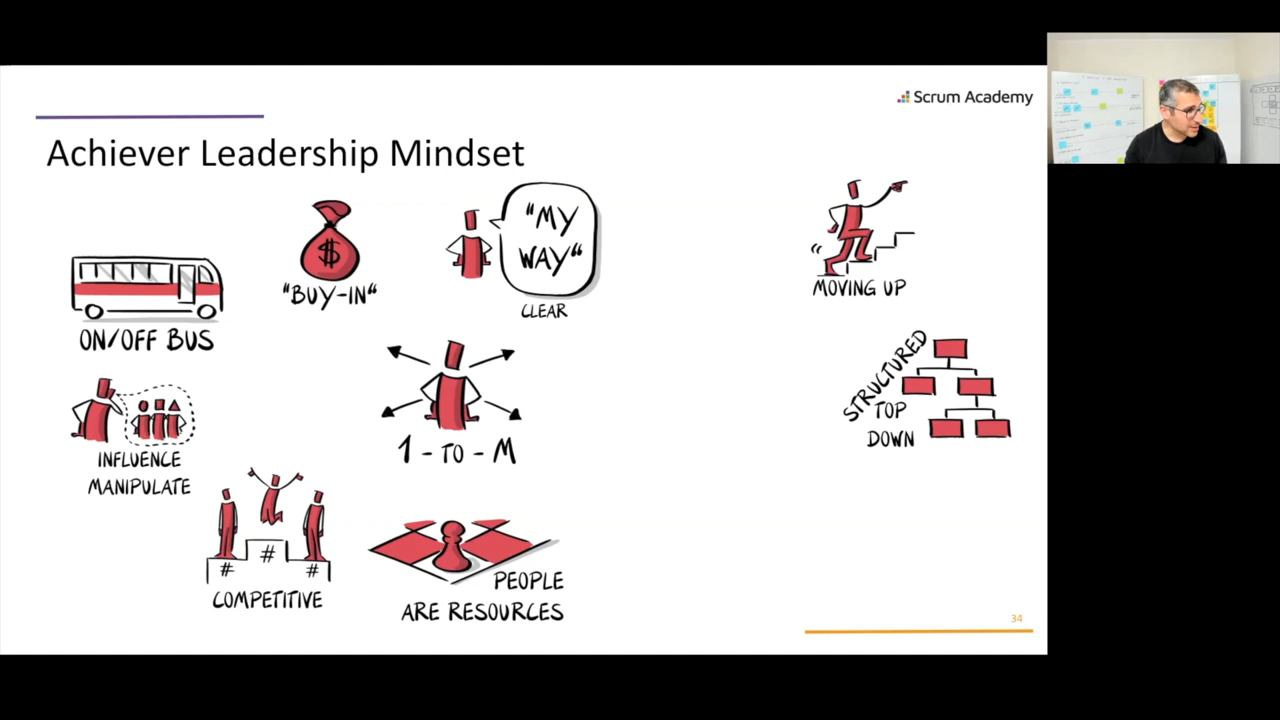 Scrum Academy
Achiever Leadership Mindset
"MY
WAY"
CLEAR
$
"BUY-IN"
MOVING UP
ON/OFF BUS
STRUCTURED
TOP
DOWN
1 - TO - M
INFLUENCE
MANIPULATE
#
#
#
COMPETITIVE
PEOPLE
ARE RESOURCES
34